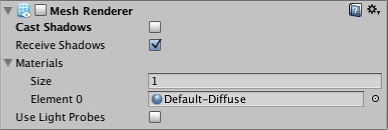 Mesh Renderer
Cast Shadows
Receive Shadows
Materials
Size 1
Element 0 Default-Diffuse
Use Light Probes